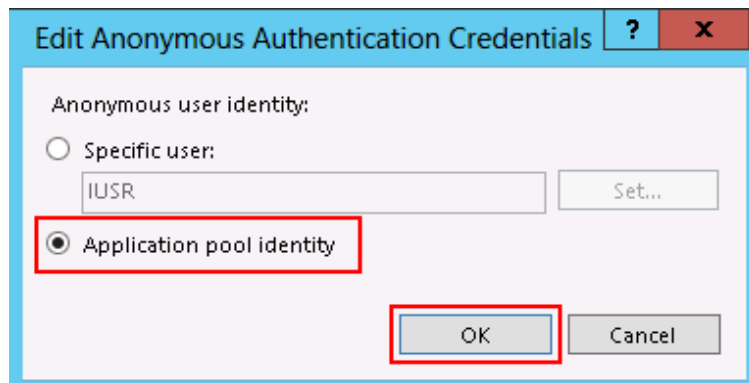 Edit Anonymous Authentication Credentials ? x
Anonymous user identity:
Specific user:
IUSR Set...
Application pool identity
OK Cancel